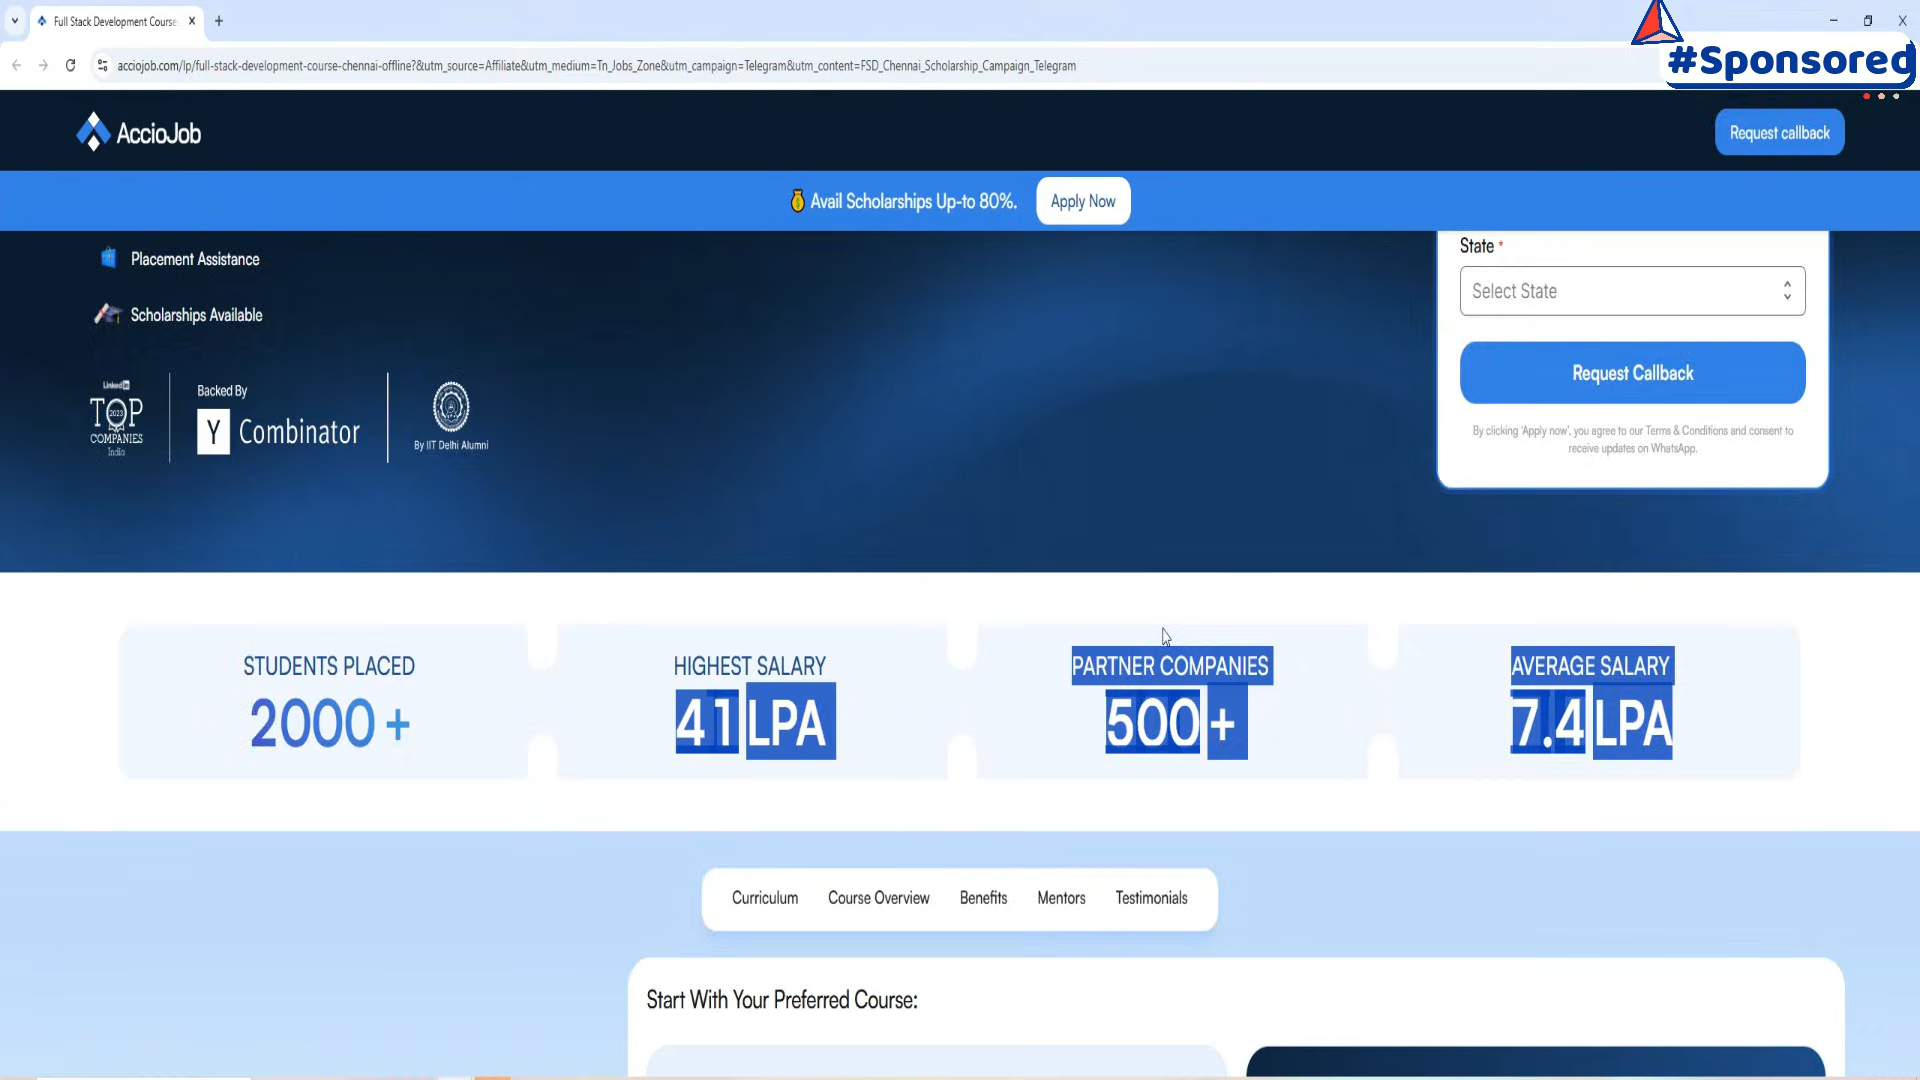 Full Stack Development Course
acciojob.com/lp/full-stack-development-course-chennai-offline?&utm_source=Affiliate&utm_medium=Tn_Jobs_Zone&utm_campaign=Telegram&utm_content=FSD_Chennai_Scholarship_Campaign_Telegram
#Sponsored
AccioJob
Request callback
Avail Scholarships Up-to 80%.
Apply Now
Placement Assistance
Scholarships Available
LinkedIn
TOP
2023
COMPANIES
India
Backed By
Y Combinator
By IIT Delhi Alumni
State *
Select State
Request Callback
By clicking 'Apply now', you agree to our Terms & Conditions and consent to
receive updates on WhatsApp.
STUDENTS PLACED
2000 +
HIGHEST SALARY
41 LPA
PARTNER COMPANIES
500 +
AVERAGE SALARY
7.4 LPA
Curriculum
Course Overview
Benefits
Mentors
Testimonials
Start With Your Preferred Course: